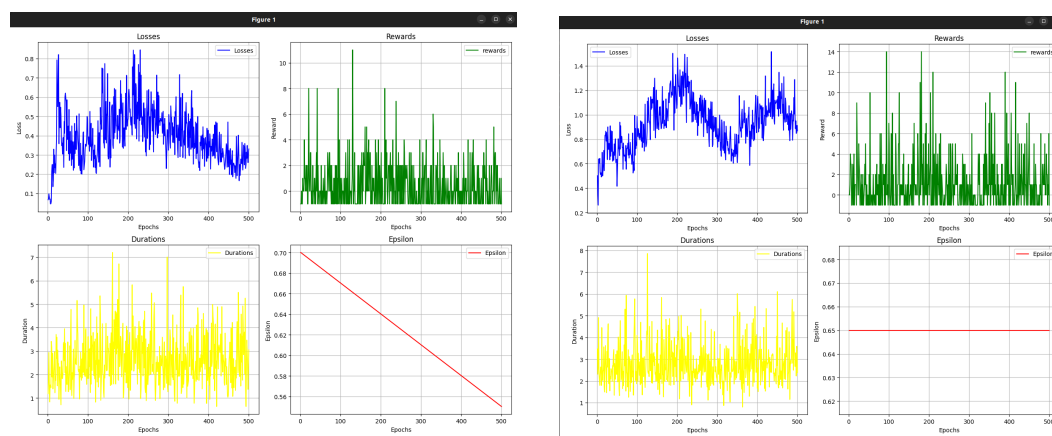 Figure 1
Losses
Losses
Loss
0.8
0.7
0.6
0.5
0.4
0.3
0.2
0.1
0 100 200 300 400 500
Epochs
Rewards
rewards
Reward
10
8
6
4
2
0
0 100 200 300 400 500
Epochs
Durations
Durations
Duration
7
6
5
4
3
2
1
0 100 200 300 400 500
Epochs
Epsilon
Epsilon
Epsilon
0.70
0.68
0.66
0.64
0.62
0.60
0.58
0.56
0 100 200 300 400 500
Epochs
Figure 1
Losses
Losses
Loss
1.4
1.2
1.0
0.8
0.6
0.4
0.2
0 100 200 300 400 500
Epochs
Rewards
rewards
Reward
14
12
10
8
6
4
2
0
0 100 200 300 400 500
Epochs
Durations
Durations
Duration
8
7
6
5
4
3
2
1
0 100 200 300 400 500
Epochs
Epsilon
Epsilon
Epsilon
0.68
0.67
0.66
0.65
0.64
0.63
0.62
0 100 200 300 400 500
Epochs